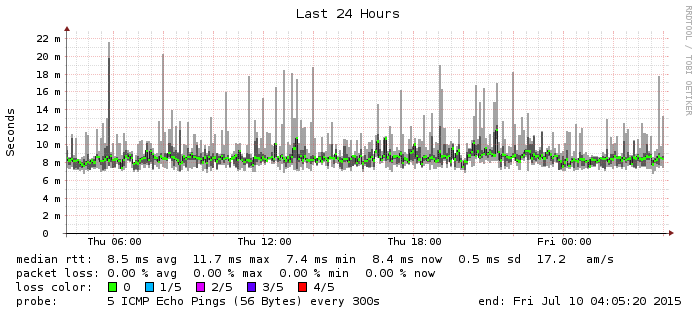 Last 24 Hours
RRDTOOL / TOBI OETIKER
Seconds
22 m
20 m
18 m
16 m
14 m
12 m
10 m
8 m
6 m
4 m
2 m
0
Thu 06:00 Thu 12:00 Thu 18:00 Fri 00:00
median rtt: 8.5 ms avg 11.7 ms max 7.4 ms min 8.4 ms now 0.5 ms sd 17.2 am/s
packet loss: 0.00 % avg 0.00 % max 0.00 % min 0.00 % now
loss color: 0 1/5 2/5 3/5 4/5
probe: 5 ICMP Echo Pings (56 Bytes) every 300s end: Fri Jul 10 04:05:20 2015